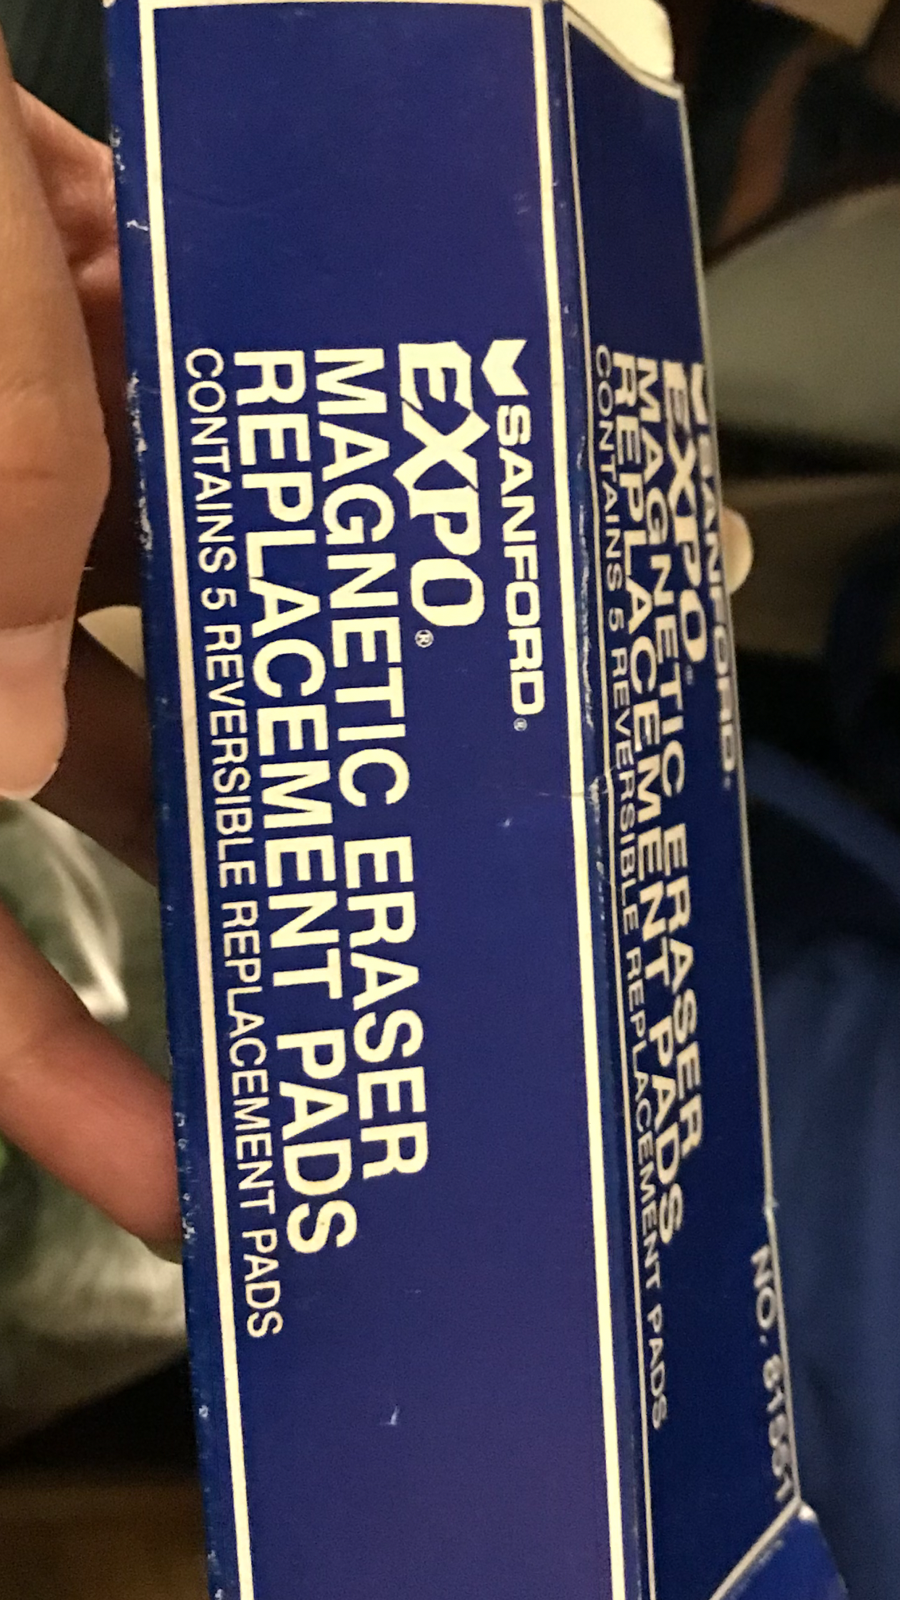 SANFORD®
EXPO®
MAGNETIC ERASER
REPLACEMENT PADS
CONTAINS 5 REVERSIBLE REPLACEMENT PADS
SANFORD®
EXPO®
MAGNETIC ERASER
REPLACEMENT PADS
CONTAINS 5 REVERSIBLE REPLACEMENT PADS
NO.